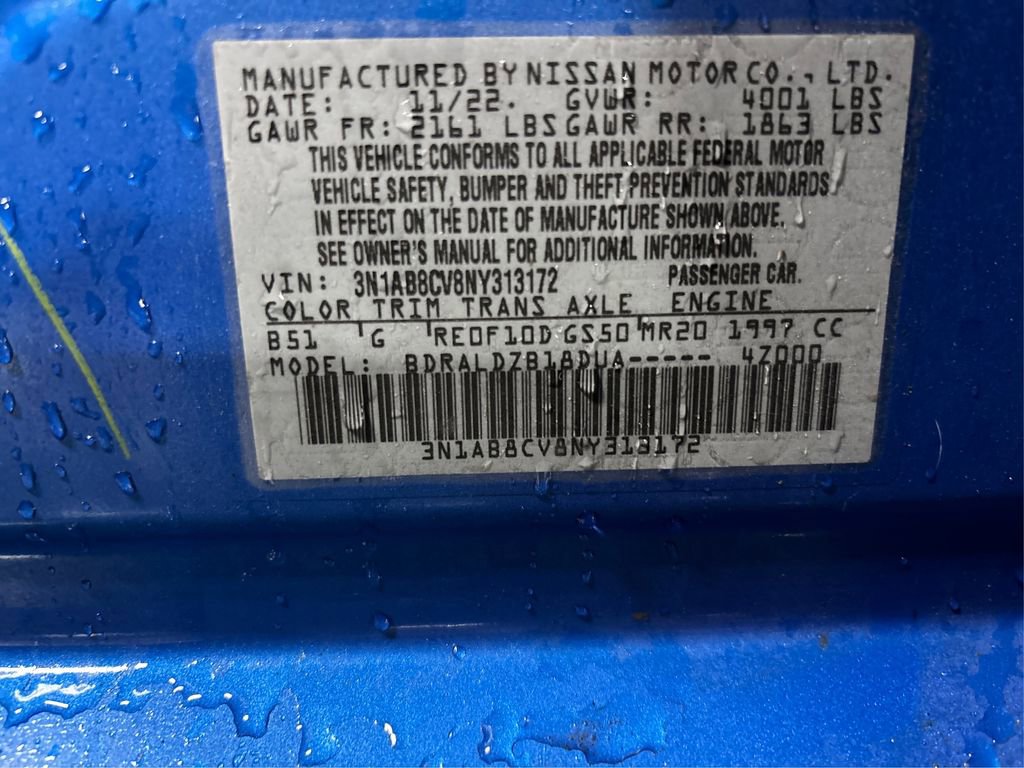 MANUFACTURED BY NISSAN MOTOR CO., LTD.
DATE: 11/22. GVWR: 4001 LBS
GAWR FR: 2161 LBS GAWR RR: 1863 LBS
THIS VEHICLE CONFORMS TO ALL APPLICABLE FEDERAL MOTOR
VEHICLE SAFETY, BUMPER AND THEFT PREVENTION STANDARDS
IN EFFECT ON THE DATE OF MANUFACTURE SHOWN ABOVE.
SEE OWNER'S MANUAL FOR ADDITIONAL INFORMATION.
VIN: 3N1AB8CV8NY313172 PASSENGER CAR.
COLOR TRIM TRANS AXLE ENGINE
B51 G RE0F10D GS50 MR20 1997 CC
MODEL: BDRALDZB18DUA----- 4Z000
3N1AB8CV8NY313172